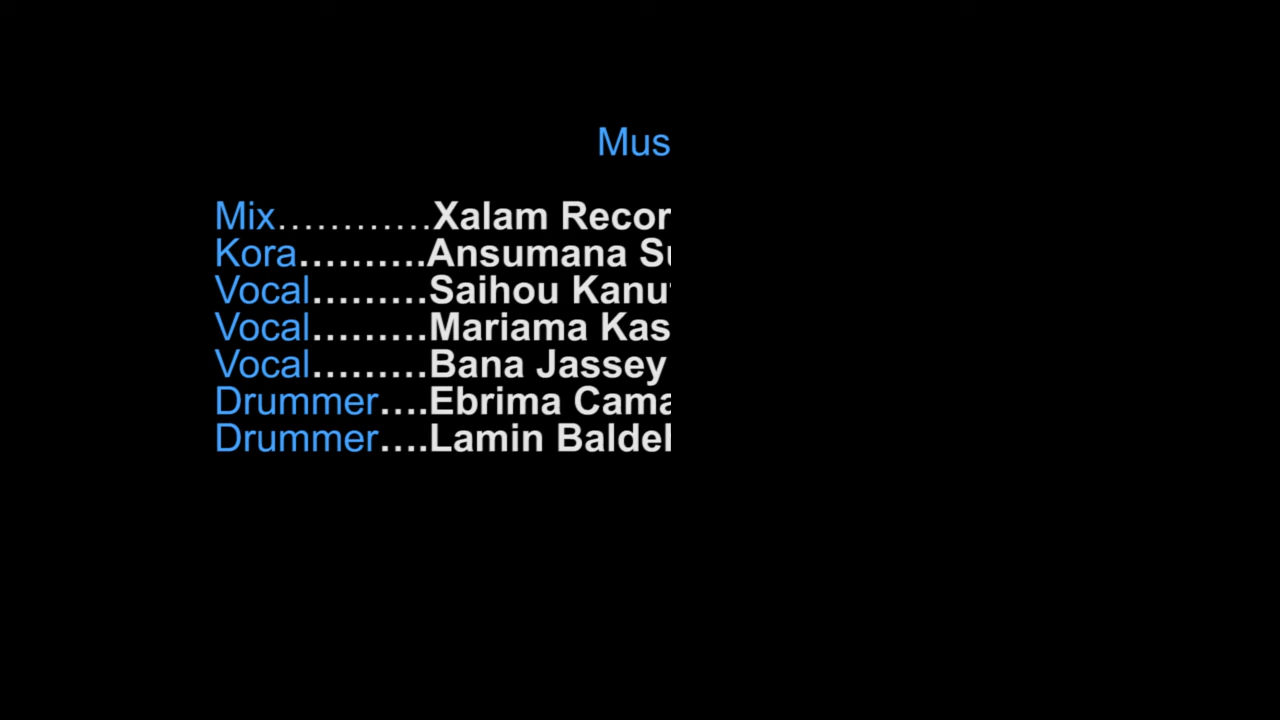 Mus
Mix............Xalam Recor
Kora..........Ansumana Su
Vocal.........Saihou Kanu
Vocal.........Mariama Kas
Vocal.........Bana Jassey
Drummer....Ebrima Cama
Drummer....Lamin Baldel